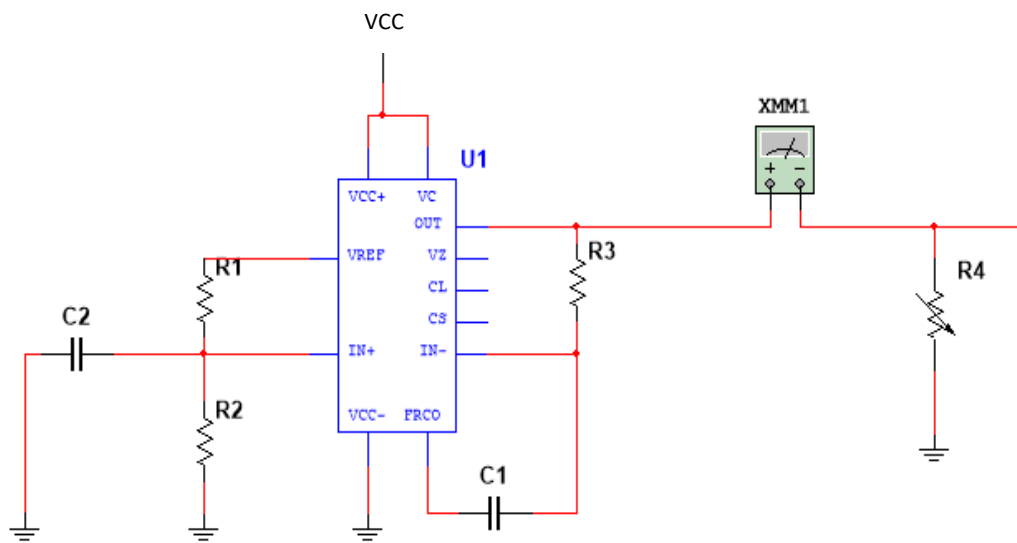 VCC
XMM1
+ −
U1
VCC+ VC
OUT
VREF
VZ
R1
R3
CL
R4
C2
CS
IN+
IN-
R2
VCC- FRCO
C1